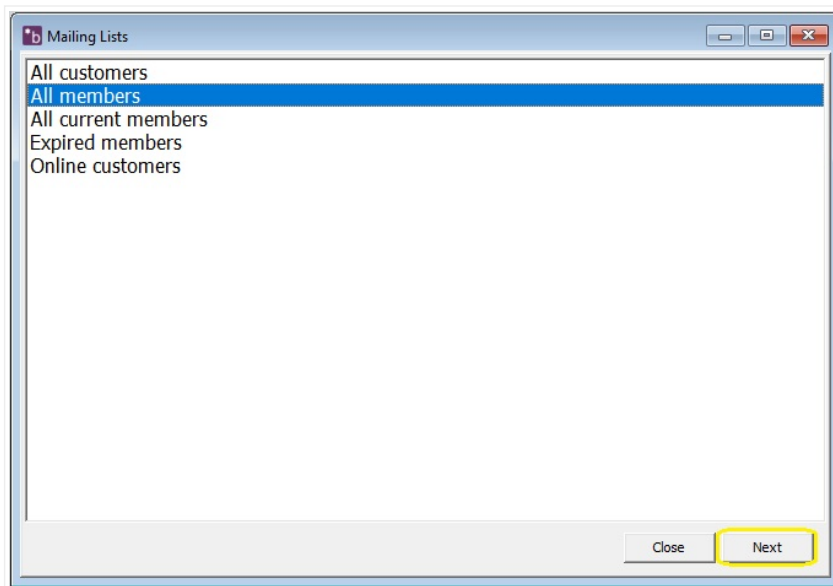 Mailing Lists
All customers
All members
All current members
Expired members
Online customers
Close Next